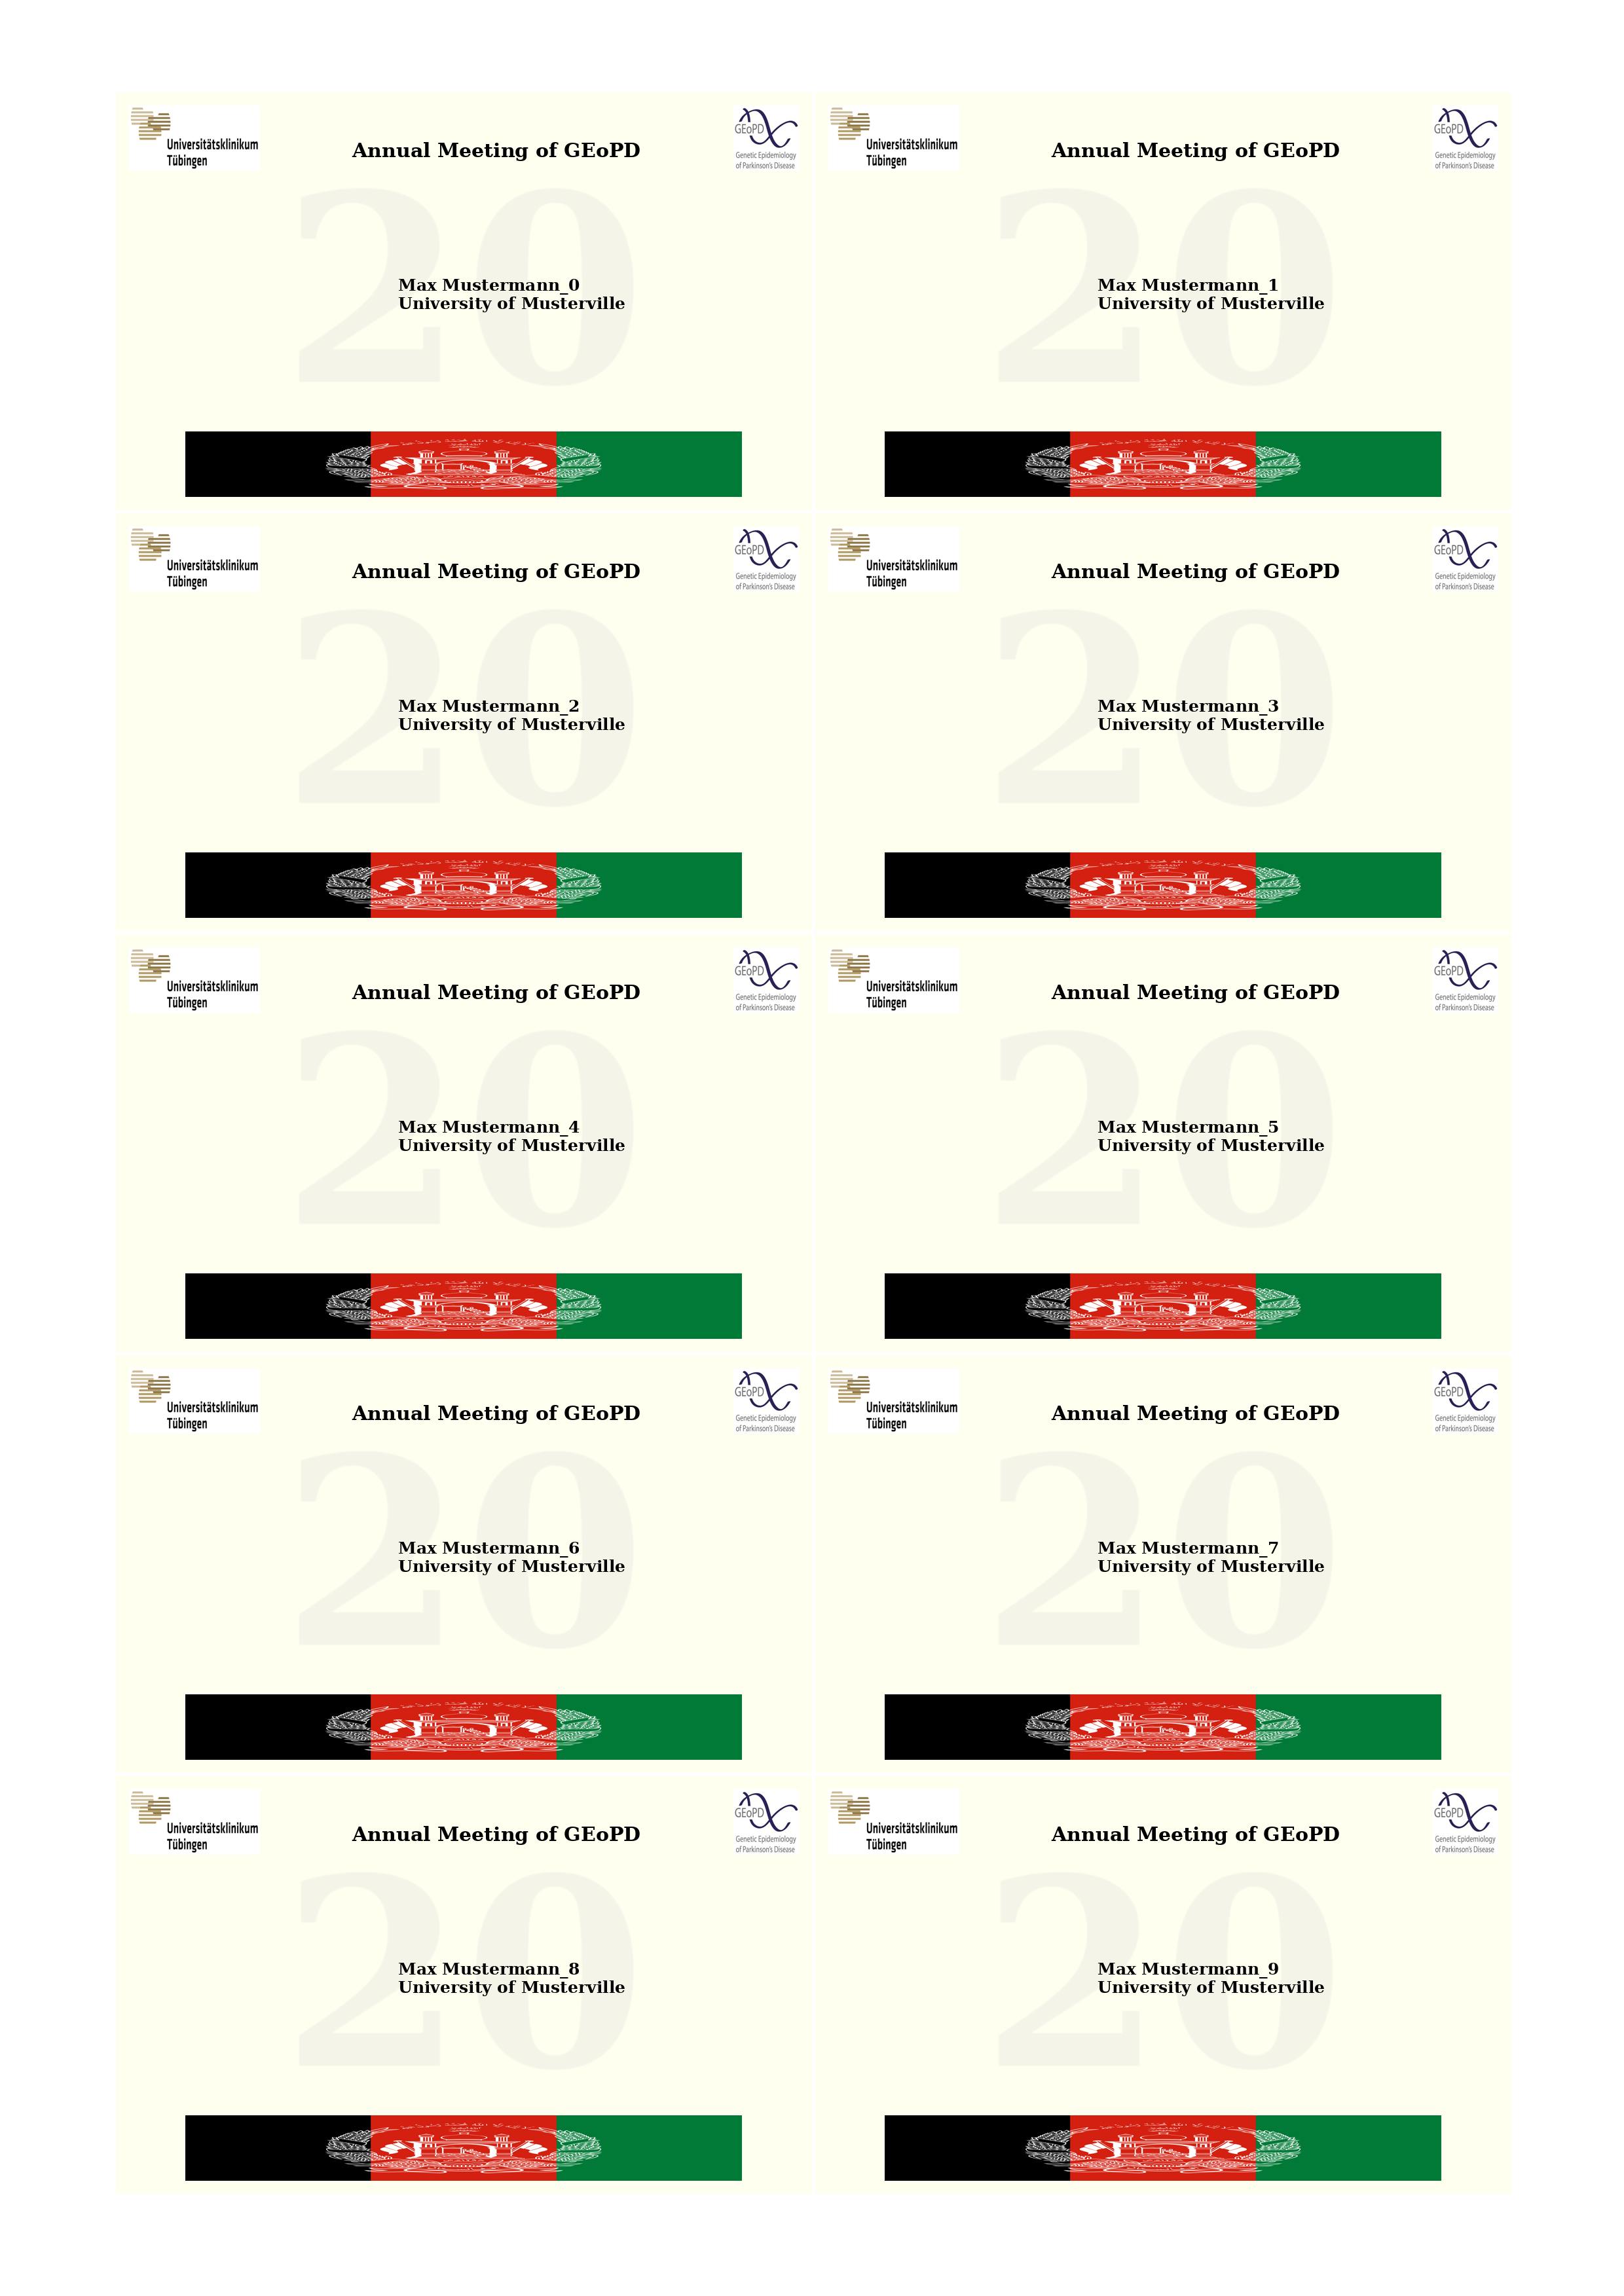 Universitätsklinikum
Tübingen
Annual Meeting of GEoPD
GEoPD
Genetic Epidemiology
of Parkinson's Disease
20
Max Mustermann_0
University of Musterville
Universitätsklinikum
Tübingen
Annual Meeting of GEoPD
GEoPD
Genetic Epidemiology
of Parkinson's Disease
20
Max Mustermann_1
University of Musterville
Universitätsklinikum
Tübingen
Annual Meeting of GEoPD
GEoPD
Genetic Epidemiology
of Parkinson's Disease
20
Max Mustermann_2
University of Musterville
Universitätsklinikum
Tübingen
Annual Meeting of GEoPD
GEoPD
Genetic Epidemiology
of Parkinson's Disease
20
Max Mustermann_3
University of Musterville
Universitätsklinikum
Tübingen
Annual Meeting of GEoPD
GEoPD
Genetic Epidemiology
of Parkinson's Disease
20
Max Mustermann_4
University of Musterville
Universitätsklinikum
Tübingen
Annual Meeting of GEoPD
GEoPD
Genetic Epidemiology
of Parkinson's Disease
20
Max Mustermann_5
University of Musterville
Universitätsklinikum
Tübingen
Annual Meeting of GEoPD
GEoPD
Genetic Epidemiology
of Parkinson's Disease
20
Max Mustermann_6
University of Musterville
Universitätsklinikum
Tübingen
Annual Meeting of GEoPD
GEoPD
Genetic Epidemiology
of Parkinson's Disease
20
Max Mustermann_7
University of Musterville
Universitätsklinikum
Tübingen
Annual Meeting of GEoPD
GEoPD
Genetic Epidemiology
of Parkinson's Disease
20
Max Mustermann_8
University of Musterville
Universitätsklinikum
Tübingen
Annual Meeting of GEoPD
GEoPD
Genetic Epidemiology
of Parkinson's Disease
20
Max Mustermann_9
University of Musterville